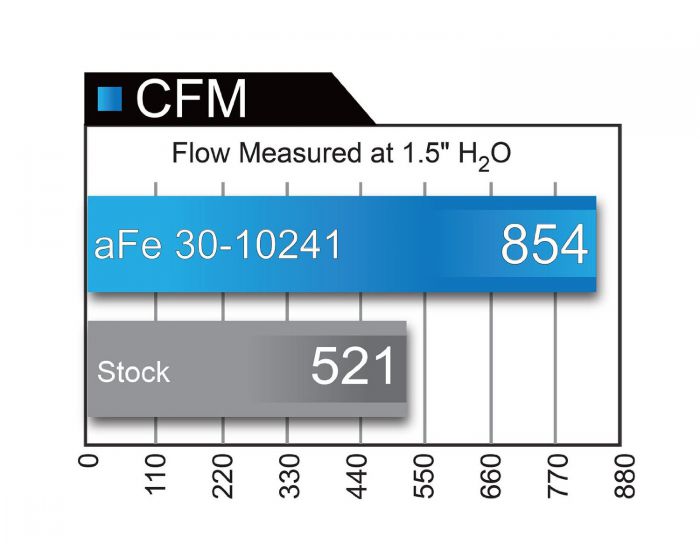 CFM
Flow Measured at 1.5" H₂O
aFe 30-10241 854
Stock 521
0 110 220 330 440 550 660 770 880